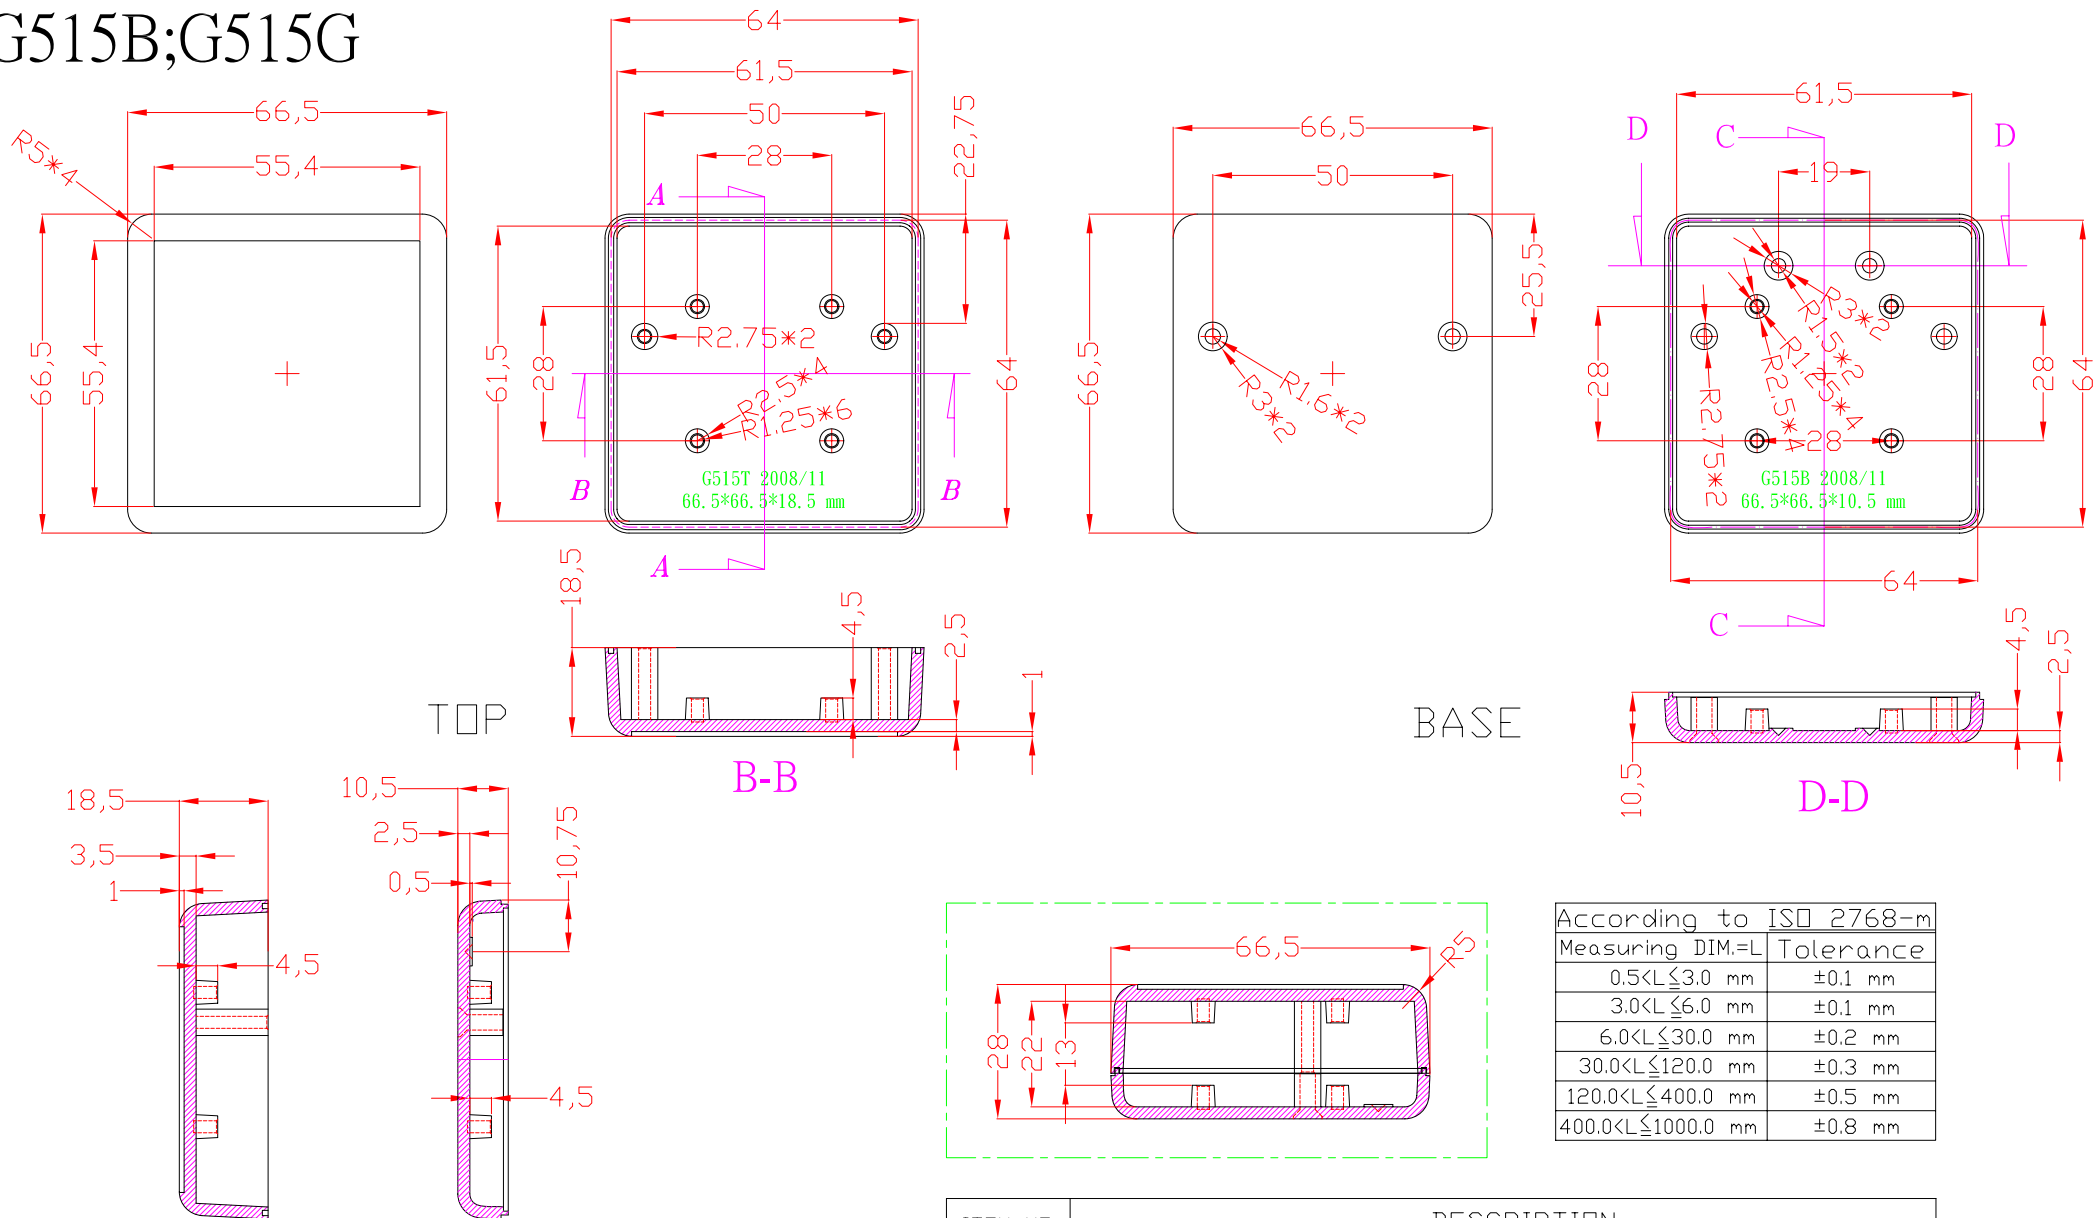 G515B;G515G
66,5
55,4
R5*4
66,5
55,4
64
61,5
50
28
22,75
A
61,5
28
R2.75*2
R2.5*4
R1.25*6
64
B
B
G515T 2008/11
66.5*66.5*18.5 mm
A
66,5
50
25,5
66,5
R3*2
R1.6*2
61,5
D
C
D
19
R3*2
R1.5*2
R1.25*4
R2.5*4
R2.75*2
28
28
28
64
G515B 2008/11
66.5*66.5*10.5 mm
64
C
TOP
18,5
4,5
2,5
1
B-B
BASE
10,5
4,5
2,5
D-D
18,5
3,5
1
4,5
10,5
2,5
0,5
10,75
4,5
66,5
R5
28
22
13
According to ISO 2768-m
Measuring DIM.=L Tolerance
0.5<L≦3.0 mm ±0.1 mm
3.0<L≦6.0 mm ±0.1 mm
6.0<L≦30.0 mm ±0.2 mm
30.0<L≦120.0 mm ±0.3 mm
120.0<L≦400.0 mm ±0.5 mm
400.0<L≦1000.0 mm ±0.8 mm
DESCRIPTION